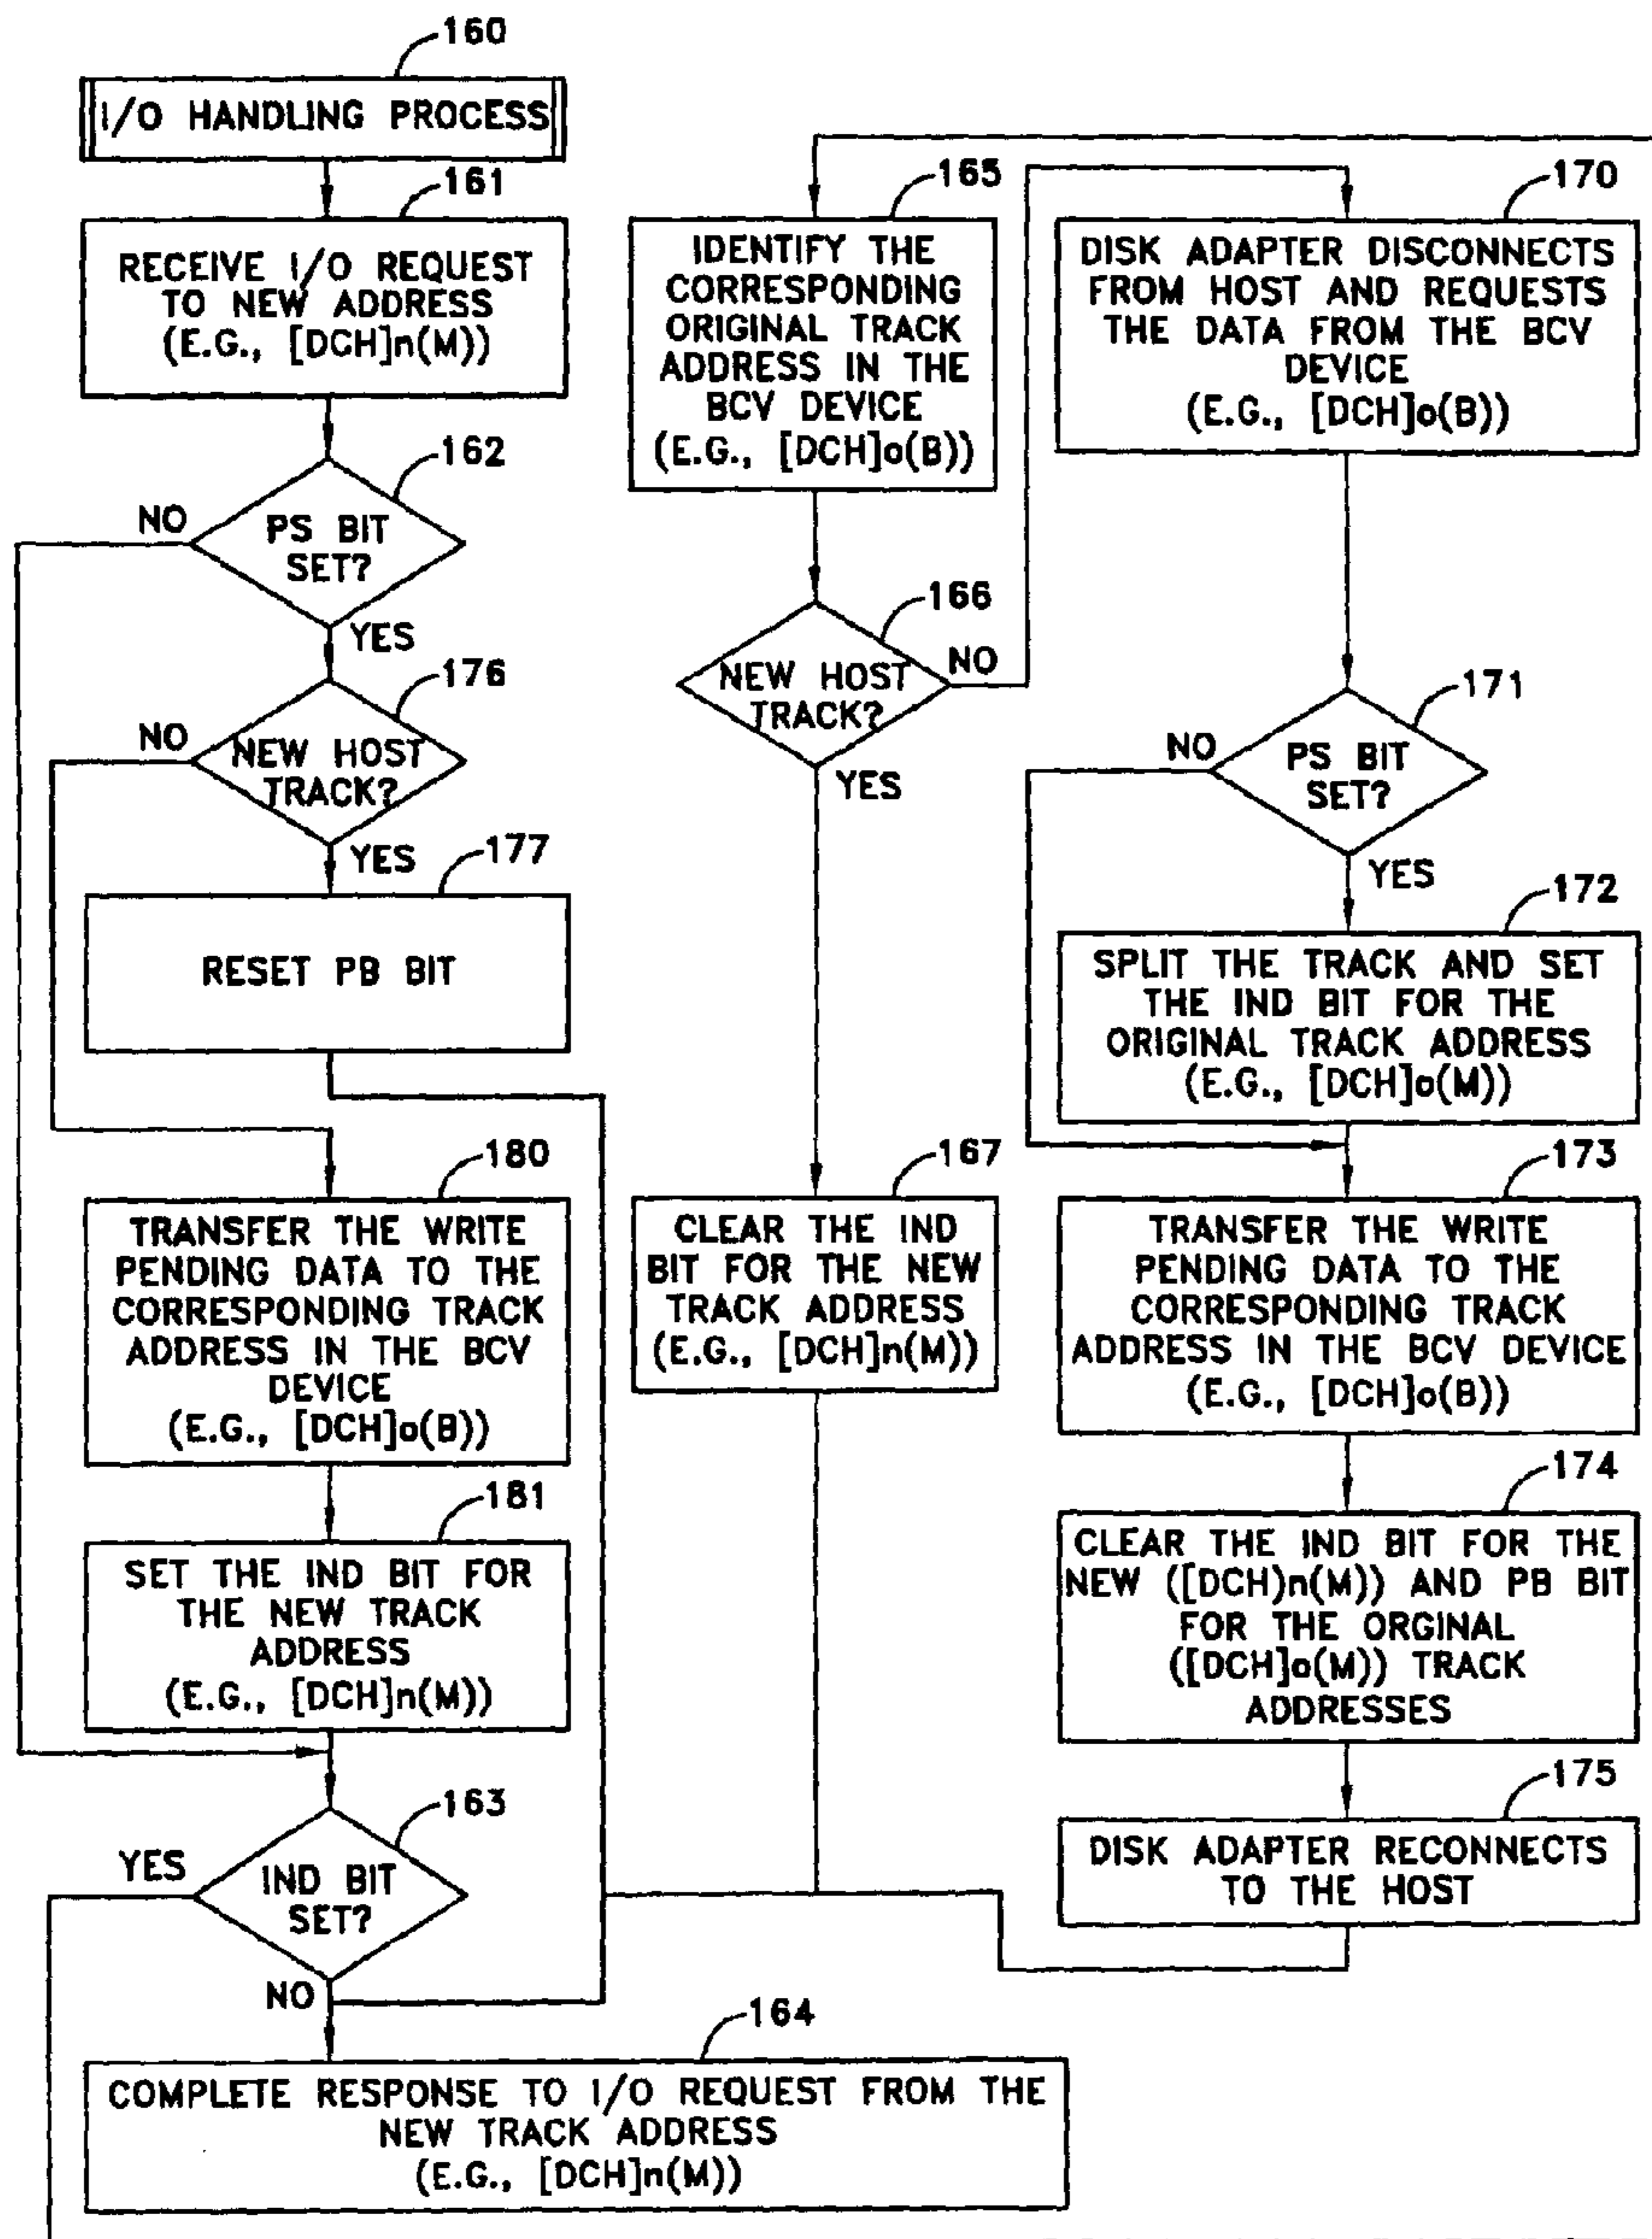 160
I/O HANDLING PROCESS
161
RECEIVE I/O REQUEST
TO NEW ADDRESS
(E.G., [DCH]n(M))
162
NO
PS BIT
SET?
YES
176
NO
NEW HOST
TRACK?
YES
177
RESET PB BIT
180
TRANSFER THE WRITE
PENDING DATA TO THE
CORRESPONDING TRACK
ADDRESS IN THE BCV
DEVICE
(E.G., [DCH]o(B))
181
SET THE IND BIT FOR
THE NEW TRACK
ADDRESS
(E.G., [DCH]n(M))
163
YES
IND BIT
SET?
NO
164
COMPLETE RESPONSE TO I/O REQUEST FROM THE
NEW TRACK ADDRESS
(E.G., [DCH]n(M))
165
IDENTIFY THE
CORRESPONDING
ORIGINAL TRACK
ADDRESS IN THE
BCV DEVICE
(E.G., [DCH]o(B))
166
NO
NEW HOST
TRACK?
YES
167
CLEAR THE IND
BIT FOR THE NEW
TRACK ADDRESS
(E.G., [DCH]n(M))
170
DISK ADAPTER DISCONNECTS
FROM HOST AND REQUESTS
THE DATA FROM THE BCV
DEVICE
(E.G., [DCH]o(B))
171
NO
PS BIT
SET?
YES
172
SPLIT THE TRACK AND SET
THE IND BIT FOR THE
ORIGINAL TRACK ADDRESS
(E.G., [DCH]o(M))
173
TRANSFER THE WRITE
PENDING DATA TO THE
CORRESPONDING TRACK
ADDRESS IN THE BCV DEVICE
(E.G., [DCH]o(B))
174
CLEAR THE IND BIT FOR THE
NEW ([DCH)n(M)) AND PB BIT
FOR THE ORGINAL
([DCH]o(M)) TRACK
ADDRESSES
175
DISK ADAPTER RECONNECTS
TO THE HOST